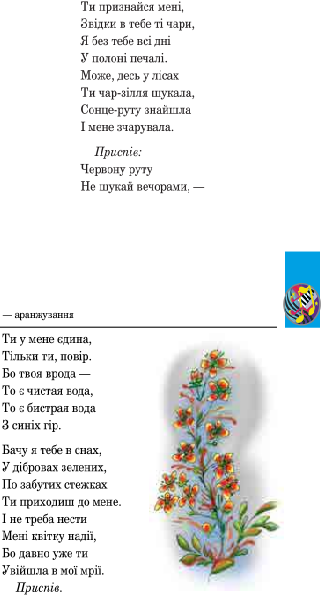 Ти признайся мені,
Звідки в тебе ті чари,
Я без тебе всі дні
У полоні печалі.
Може, десь у лісах
Ти чар-зілля шукала,
Сонце-руту знайшла
І мене зчарувала.
Приспів:
Червону руту
Не шукай вечорами, —
— аранжування
Ти у мене єдина,
Тільки ти, повір.
Бо твоя врода —
То є чистая вода,
То є бистрая вода
З синіх гір.
Бачу я тебе в снах,
У дібровах зелених,
По забутих стежках
Ти приходиш до мене.
І не треба нести
Мені квітку надії,
Бо давно уже ти
Увійшла в мої мрії.
Приспів.